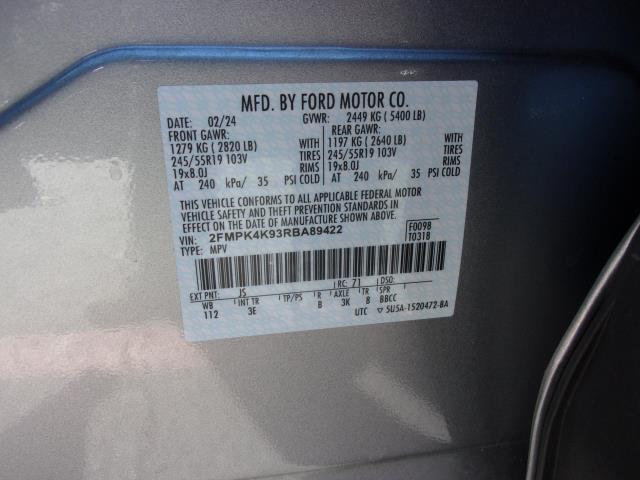 MFD. BY FORD MOTOR CO.
DATE: 02/24 GVWR: 2449 KG ( 5400 LB)
FRONT GAWR: REAR GAWR:
1279 KG ( 2820 LB) WITH 1197 KG ( 2640 LB) WITH
245/55R19 103V TIRES 245/55R19 103V TIRES
19x8.0J RIMS 19x8.0J RIMS
AT 240 kPa/ 35 PSI COLD AT 240 kPa/ 35 PSI COLD
THIS VEHICLE CONFORMS TO ALL APPLICABLE FEDERAL MOTOR
VEHICLE SAFETY AND THEFT PREVENTION STANDARDS IN
EFFECT ON THE DATE OF MANUFACTURE SHOWN ABOVE.
VIN: 2FMPK4K93RBA89422 F0098
TYPE: MPV T0318
EXT PNT: JS RC: 71 DSO:
WB INT TR TP/PS R AXLE TR SPR
112 3E B 3K 8 BBCC
UTC ▽ 5U5A-1520472-BA